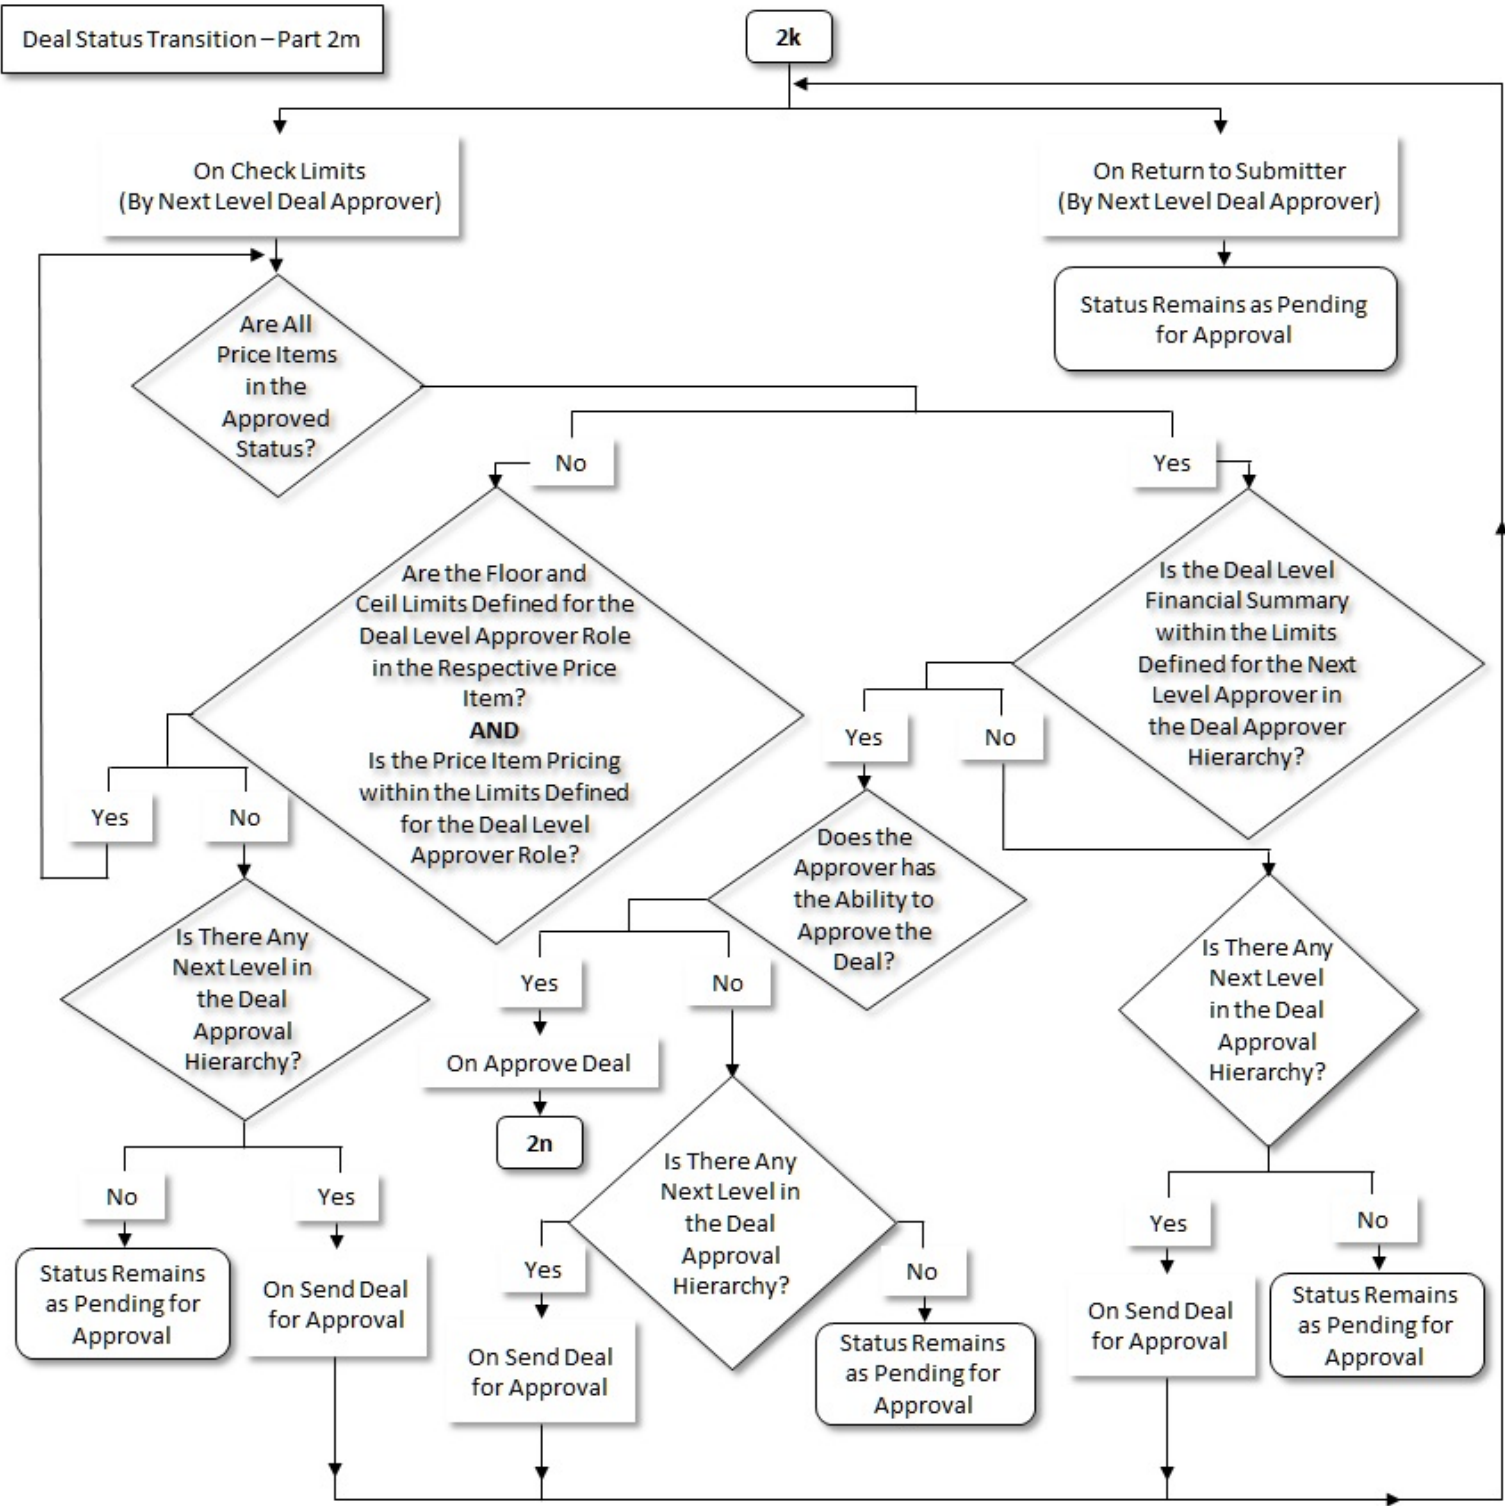 Deal Status Transition – Part 2m
2k
On Check Limits
(By Next Level Deal Approver)
On Return to Submitter
(By Next Level Deal Approver)
Status Remains as Pending
for Approval
Are All
Price Items
in the
Approved
Status?
No
Yes
Are the Floor and
Ceil Limits Defined for the
Deal Level Approver Role
in the Respective Price
Item?
AND
Is the Price Item Pricing
within the Limits Defined
for the Deal Level
Approver Role?
Is the Deal Level
Financial Summary
within the Limits
Defined for the Next
Level Approver in
the Deal Approver
Hierarchy?
Yes
No
Yes
No
Does the
Approver has
the Ability to
Approve the
Deal?
Is There Any
Next Level in
the Deal
Approval
Hierarchy?
Yes
No
On Approve Deal
2n
Is There Any
Next Level
in the Deal
Approval
Hierarchy?
Is There Any
Next Level in
the Deal
Approval
Hierarchy?
No
Yes
Status Remains
as Pending for
Approval
On Send Deal
for Approval
Yes
No
On Send Deal
for Approval
Status Remains
as Pending for
Approval
Yes
No
On Send Deal
for Approval
Status Remains
as Pending for
Approval